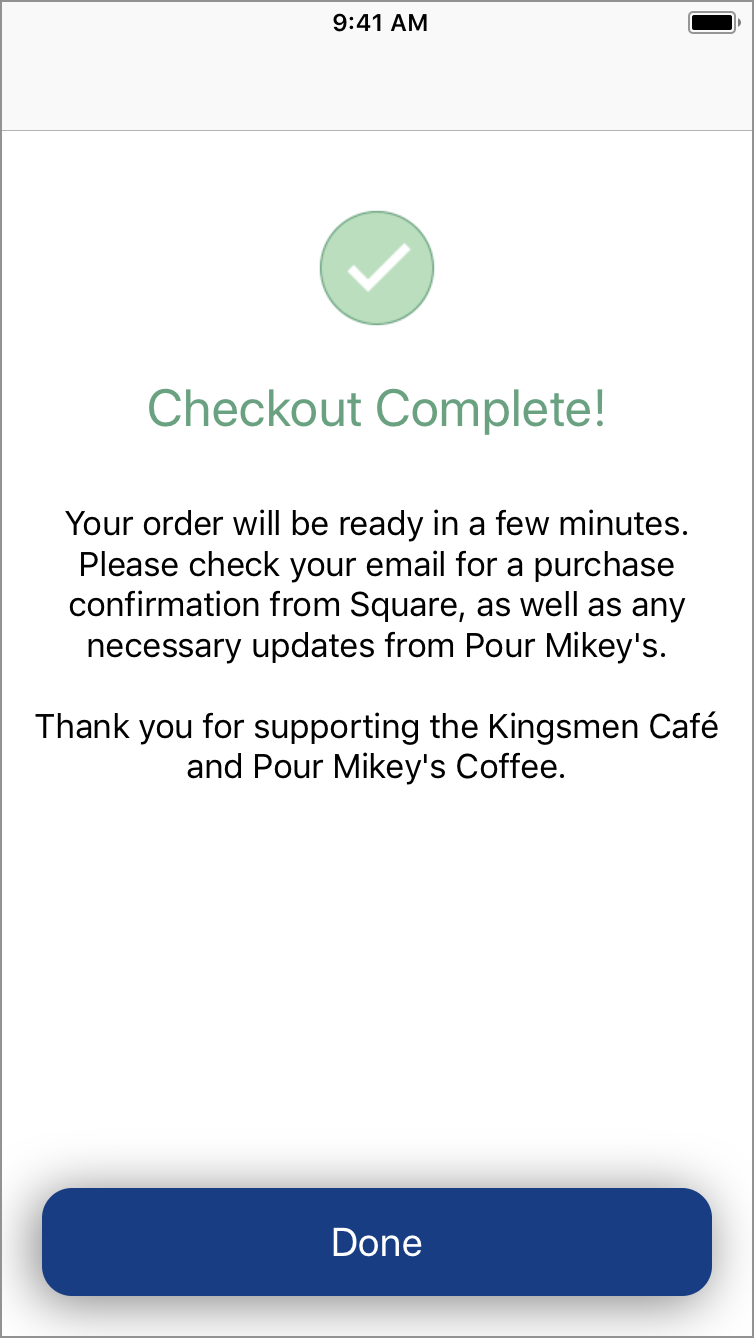 9:41 AM
Checkout Complete!
Your order will be ready in a few minutes.
Please check your email for a purchase
confirmation from Square, as well as any
necessary updates from Pour Mikey's.
Thank you for supporting the Kingsmen Café
and Pour Mikey's Coffee.
Done